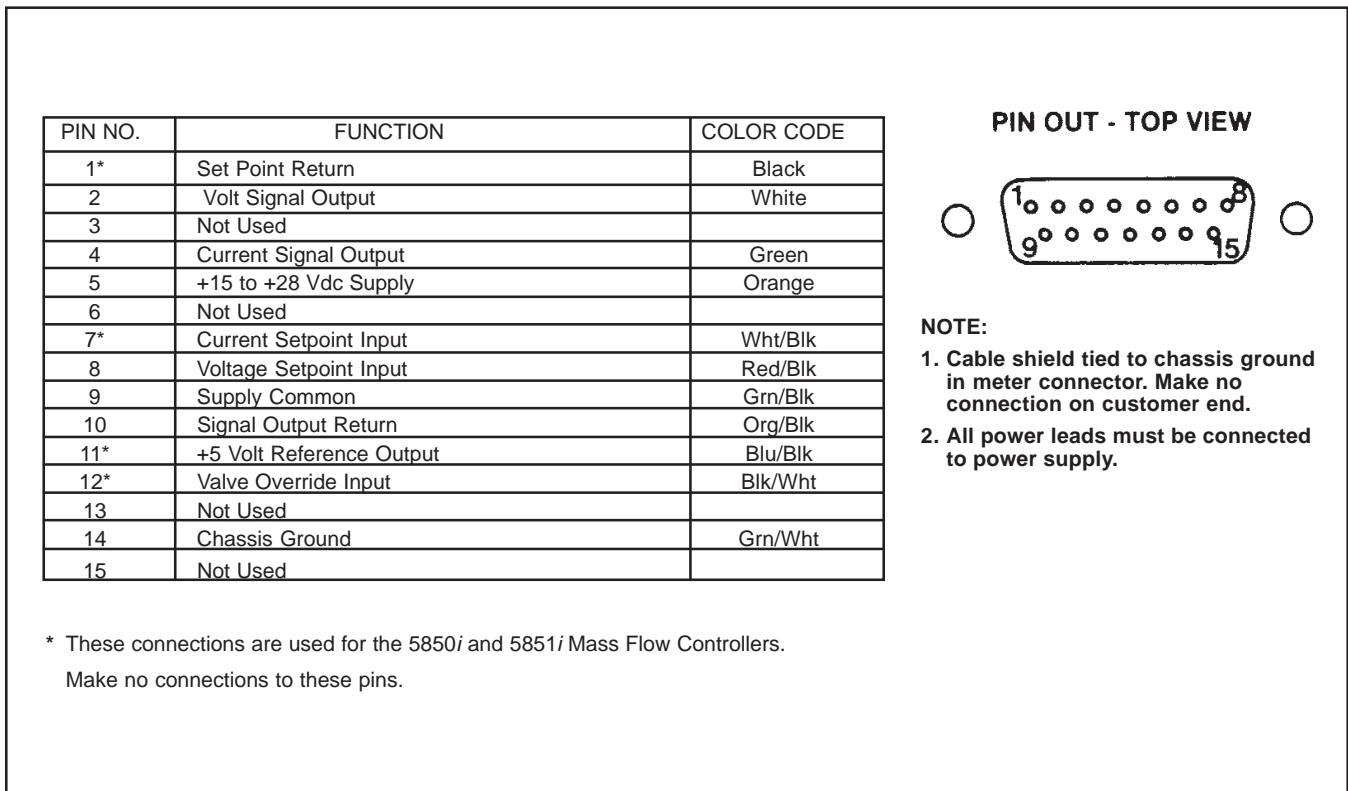 PIN NO. FUNCTION COLOR CODE
1* Set Point Return Black
2 Volt Signal Output White
3 Not Used
4 Current Signal Output Green
5 +15 to +28 Vdc Supply Orange
6 Not Used
7* Current Setpoint Input Wht/Blk
8 Voltage Setpoint Input Red/Blk
9 Supply Common Grn/Blk
10 Signal Output Return Org/Blk
11* +5 Volt Reference Output Blu/Blk
12* Valve Override Input Blk/Wht
13 Not Used
14 Chassis Ground Grn/Wht
15 Not Used
* These connections are used for the 5850i and 5851i Mass Flow Controllers.
Make no connections to these pins.
PIN OUT - TOP VIEW
1 8
9 15
NOTE:
1. Cable shield tied to chassis ground
in meter connector. Make no
connection on customer end.
2. All power leads must be connected
to power supply.